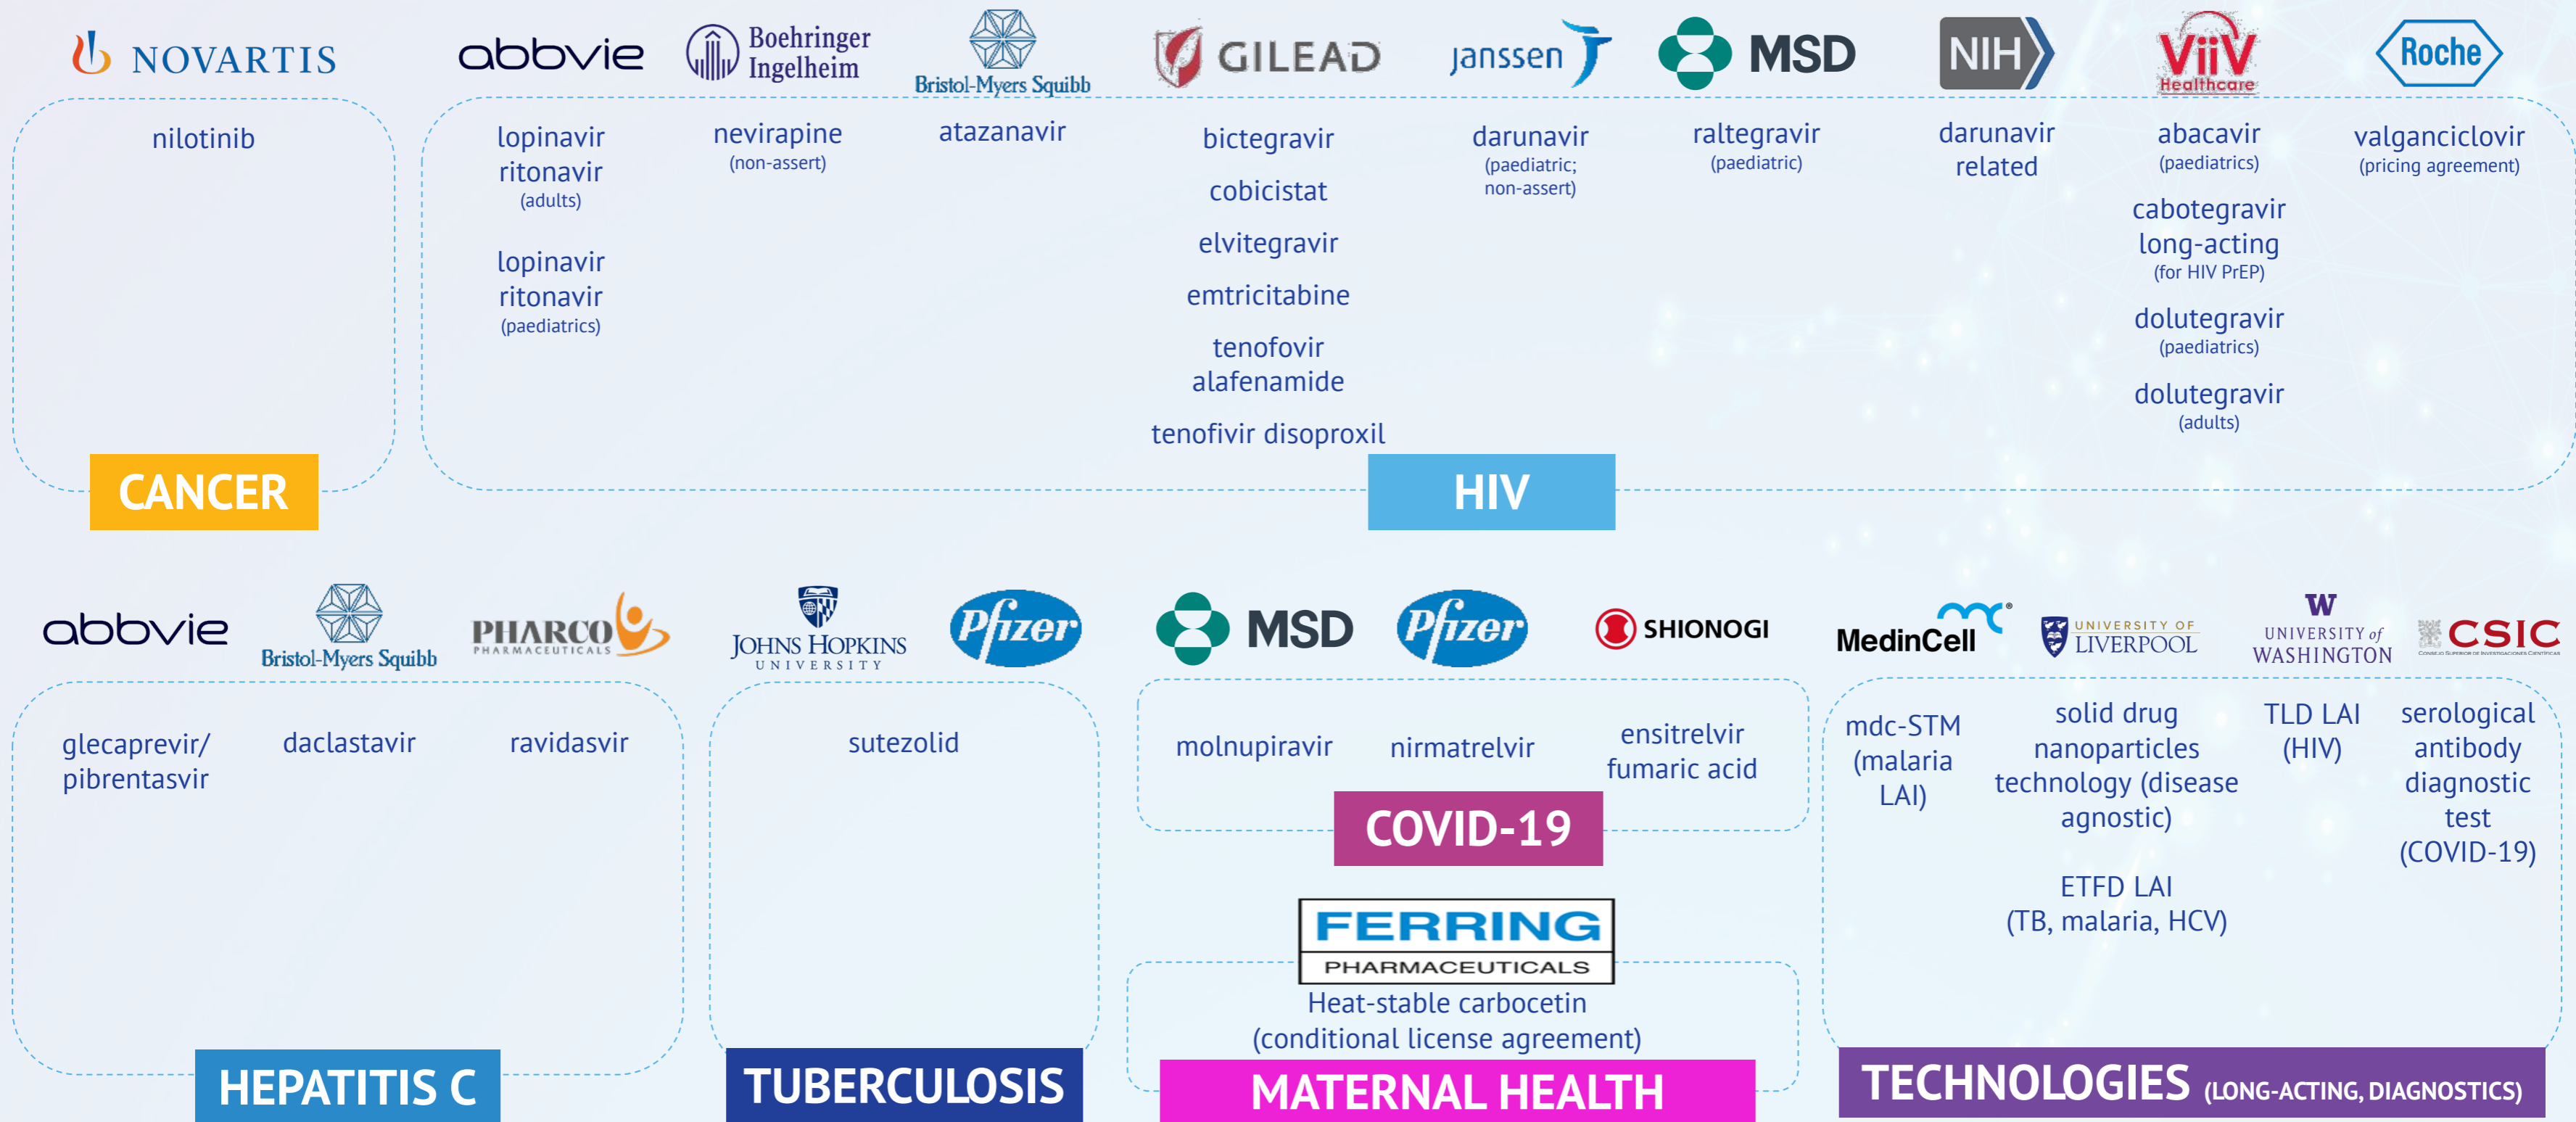 NOVARTIS
nilotinib
CANCER
abbvie
lopinavir
ritonavir
(adults)
lopinavir
ritonavir
(paediatrics)
Boehringer
Ingelheim
nevirapine
(non-assert)
Bristol-Myers Squibb
atazanavir
GILEAD
bictegravir
cobicistat
elvitegravir
emtricitabine
tenofovir
alafenamide
tenofivir disoproxil
janssen
darunavir
(paediatric;
non-assert)
MSD
raltegravir
(paediatric)
NIH
darunavir
related
ViiV
Healthcare
abacavir
(paediatrics)
cabotegravir
long-acting
(for HIV PrEP)
dolutegravir
(paediatrics)
dolutegravir
(adults)
Roche
valganciclovir
(pricing agreement)
HIV
abbvie
glecaprevir/
pibrentasvir
Bristol-Myers Squibb
daclastavir
PHARCO
PHARMACEUTICALS
ravidasvir
HEPATITIS C
JOHNS HOPKINS
UNIVERSITY
Pfizer
sutezolid
TUBERCULOSIS
MSD
molnupiravir
Pfizer
nirmatrelvir
SHIONOGI
ensitrelvir
fumaric acid
COVID-19
FERRING
PHARMACEUTICALS
Heat-stable carbocetin
(conditional license agreement)
MATERNAL HEALTH
MedinCell
mdc-STM
(malaria
LAI)
UNIVERSITY OF
LIVERPOOL
solid drug
nanoparticles
technology (disease
agnostic)
ETFD LAI
(TB, malaria, HCV)
W
UNIVERSITY of
WASHINGTON
TLD LAI
(HIV)
CSIC
CONSEJO SUPERIOR DE INVESTIGACIONES CIENTÍFICAS
serological
antibody
diagnostic
test
(COVID-19)
TECHNOLOGIES (LONG-ACTING, DIAGNOSTICS)